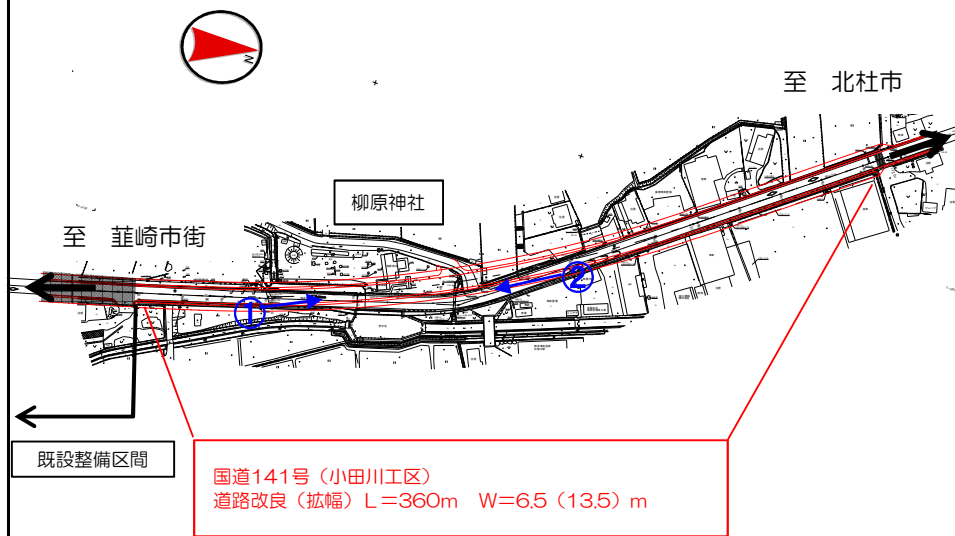 N
至 北杜市
柳原神社
至 韮崎市街
①
②
既設整備区間
国道141号（小田川工区）
道路改良（拡幅）Ｌ＝360m Ｗ＝6.5（13.5）ｍ